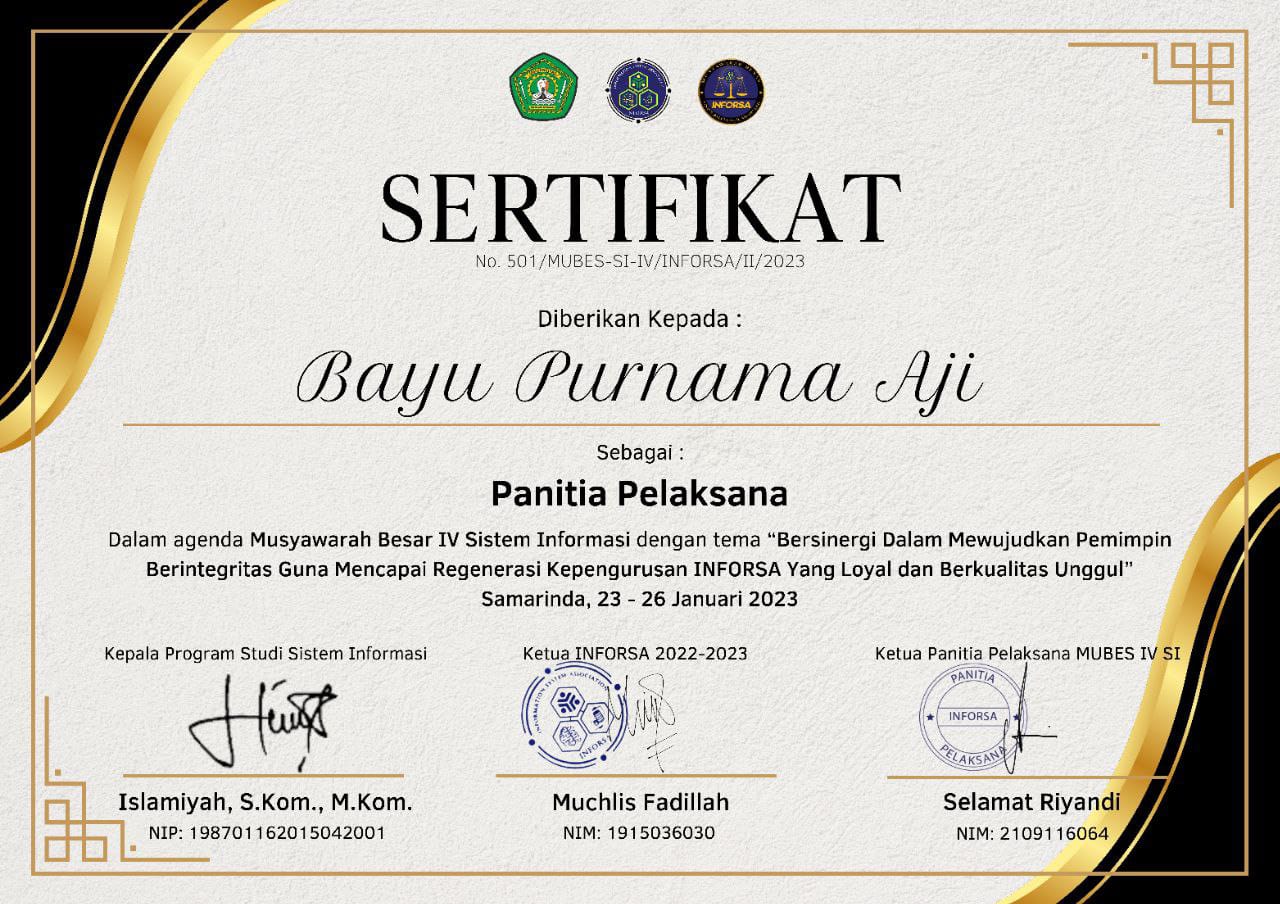 INFORSA
SERTIFIKAT
No. 501/MUBES-SI-IV/INFORSA/II/2023
Diberikan Kepada :
Bayu Purnama Aji
Sebagai :
Panitia Pelaksana
Dalam agenda Musyawarah Besar IV Sistem Informasi dengan tema “Bersinergi Dalam Mewujudkan Pemimpin
Berintegritas Guna Mencapai Regenerasi Kepengurusan INFORSA Yang Loyal dan Berkualitas Unggul”
Samarinda, 23 - 26 Januari 2023
Kepala Program Studi Sistem Informasi
Islamiyah, S.Kom., M.Kom.
NIP: 198701162015042001
Ketua INFORSA 2022-2023
INFORMATION SYSTEM ASSOCIATION
INFORSA
Muchlis Fadillah
NIM: 1915036030
Ketua Panitia Pelaksana MUBES IV SI
PANITIA
INFORSA
PELAKSANA
Selamat Riyandi
NIM: 2109116064